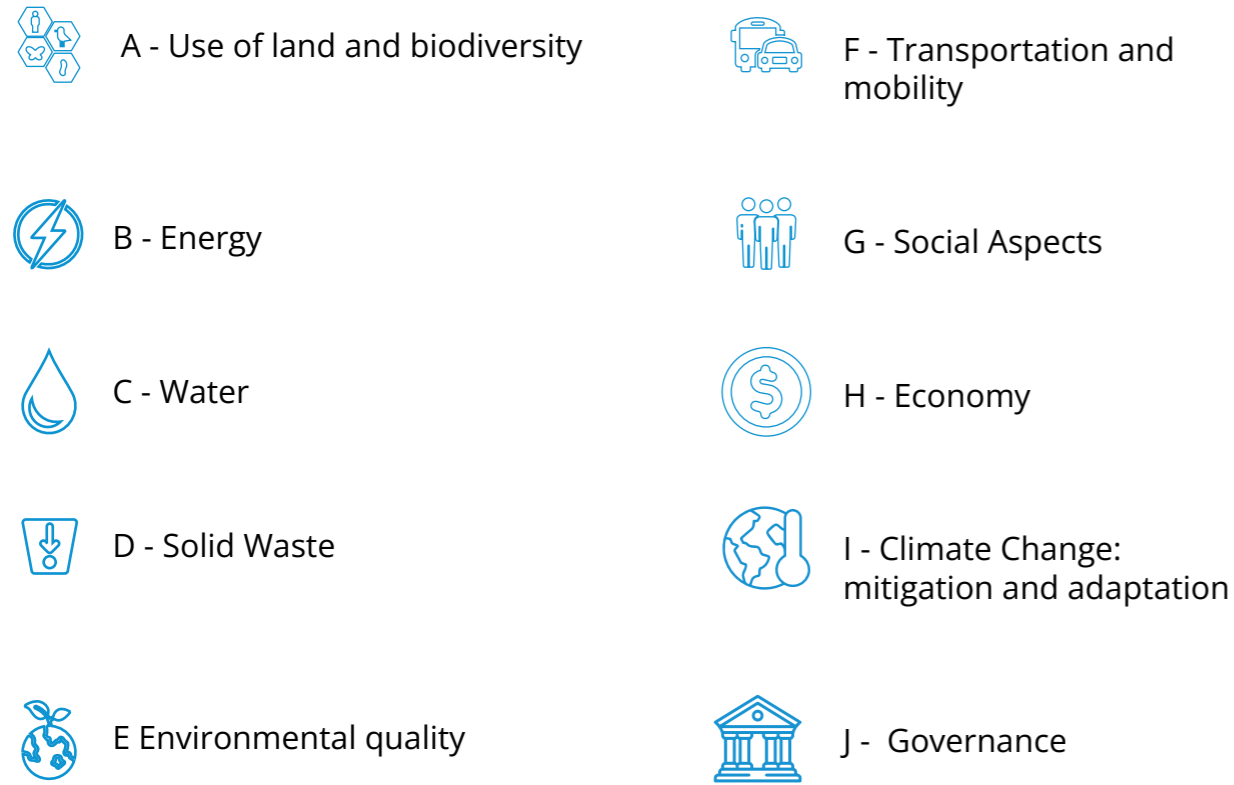 A - Use of land and biodiversity
B - Energy
C - Water
D - Solid Waste
E Environmental quality
F - Transportation and
mobility
G - Social Aspects
H - Economy
I - Climate Change:
mitigation and adaptation
J -  Governance